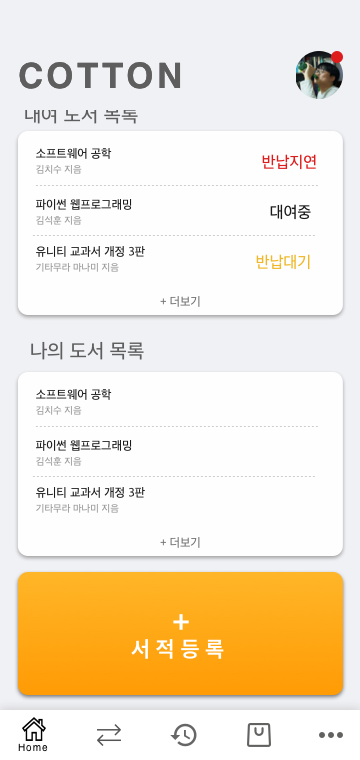 COTTON
대여 도서 목록
소프트웨어 공학
김치수 지음
반납지연
파이썬 웹프로그래밍
김석훈 지음
대여중
유니티 교과서 개정 3판
기타무라 마나미 지음
반납대기
+ 더보기
나의 도서 목록
소프트웨어 공학
김치수 지음
파이썬 웹프로그래밍
김석훈 지음
유니티 교과서 개정 3판
기타무라 마나미 지음
+ 더보기
+
서적등록
Home